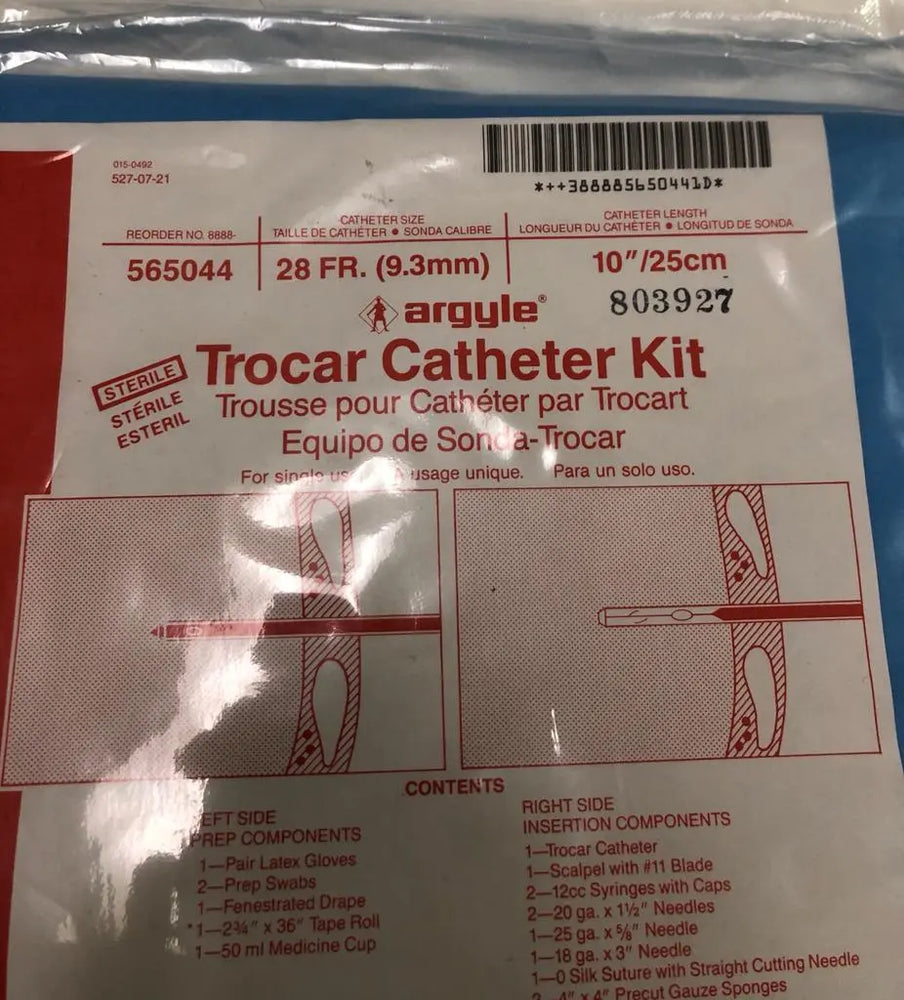 015-0492
527-07-21
*++388885650441D*
REORDER NO. 8888-
565044
CATHETER SIZE
TAILLE DE CATHÉTER ● SONDA CALIBRE
28 FR. (9.3mm)
CATHETER LENGTH
LONGUEUR DU CATHÉTER ● LONGITUD DE SONDA
10"/25cm
803927
argyle®
Trocar Catheter Kit
STERILE
STÉRILE
ESTERIL
Trousse pour Cathéter par Trocart
Equipo de Sonda-Trocar
For single usage unique. Para un solo uso.
CONTENTS
SIDE
PREP COMPONENTS
1—Pair Latex Gloves
2—Prep Swabs
1—Fenestrated Drape
*1—2¾" x 36" Tape Roll
1—50 ml Medicine Cup
RIGHT SIDE
INSERTION COMPONENTS
1—Trocar Catheter
1—Scalpel with #11 Blade
2—12cc Syringes with Caps
2—20 ga. x 1½" Needles
1—25 ga. x ⅝" Needle
1—18 ga. x 3" Needle
1—0 Silk Suture with Straight Cutting Needle
4" x 4" Precut Gauze Sponges